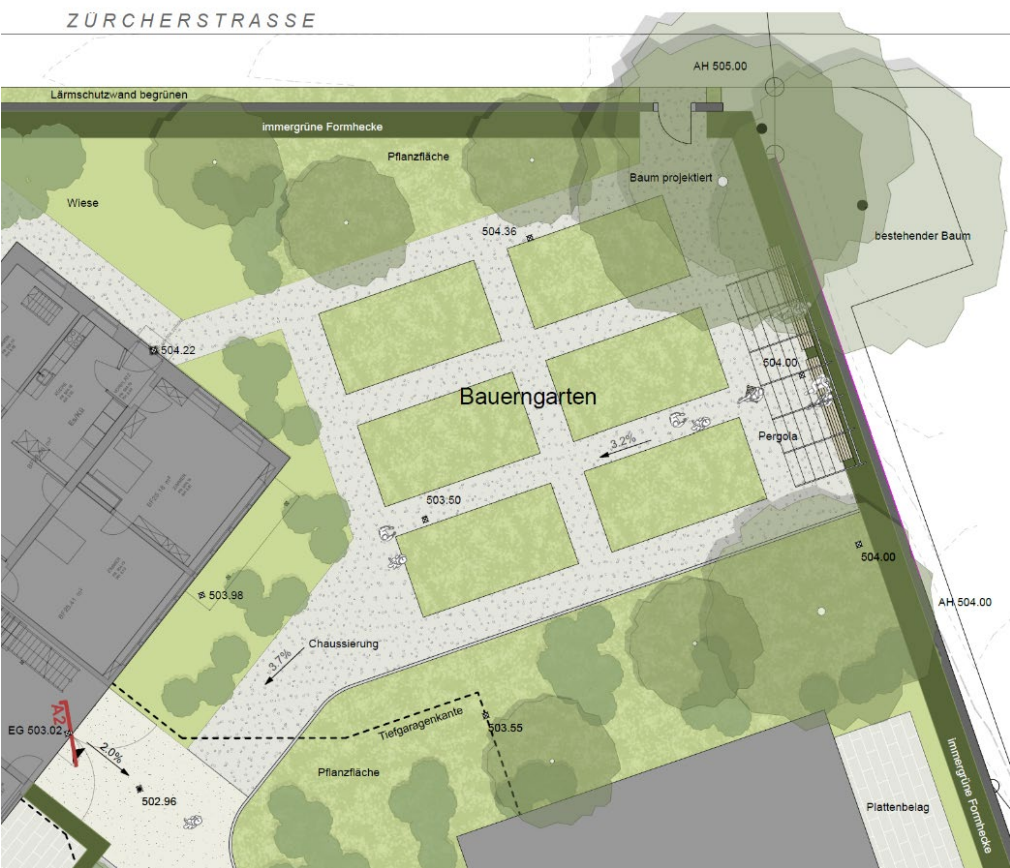 ZÜRCHERSTRASSE
AH 505.00
Lärmschutzwand begrünen
immergrüne Formhecke
Pflanzfläche
Baum projektiert
Wiese
504.36
bestehender Baum
504.22
504.00
Bauerngarten
3.2%
Pergola
503.50
504.00
503.98
AH 504.00
Chaussierung
3.7%
A2
EG 503.02
2.0%
Tiefgaragenkante
503.55
Pflanzfläche
502.96
Plattenbelag
immergrüne Formhecke